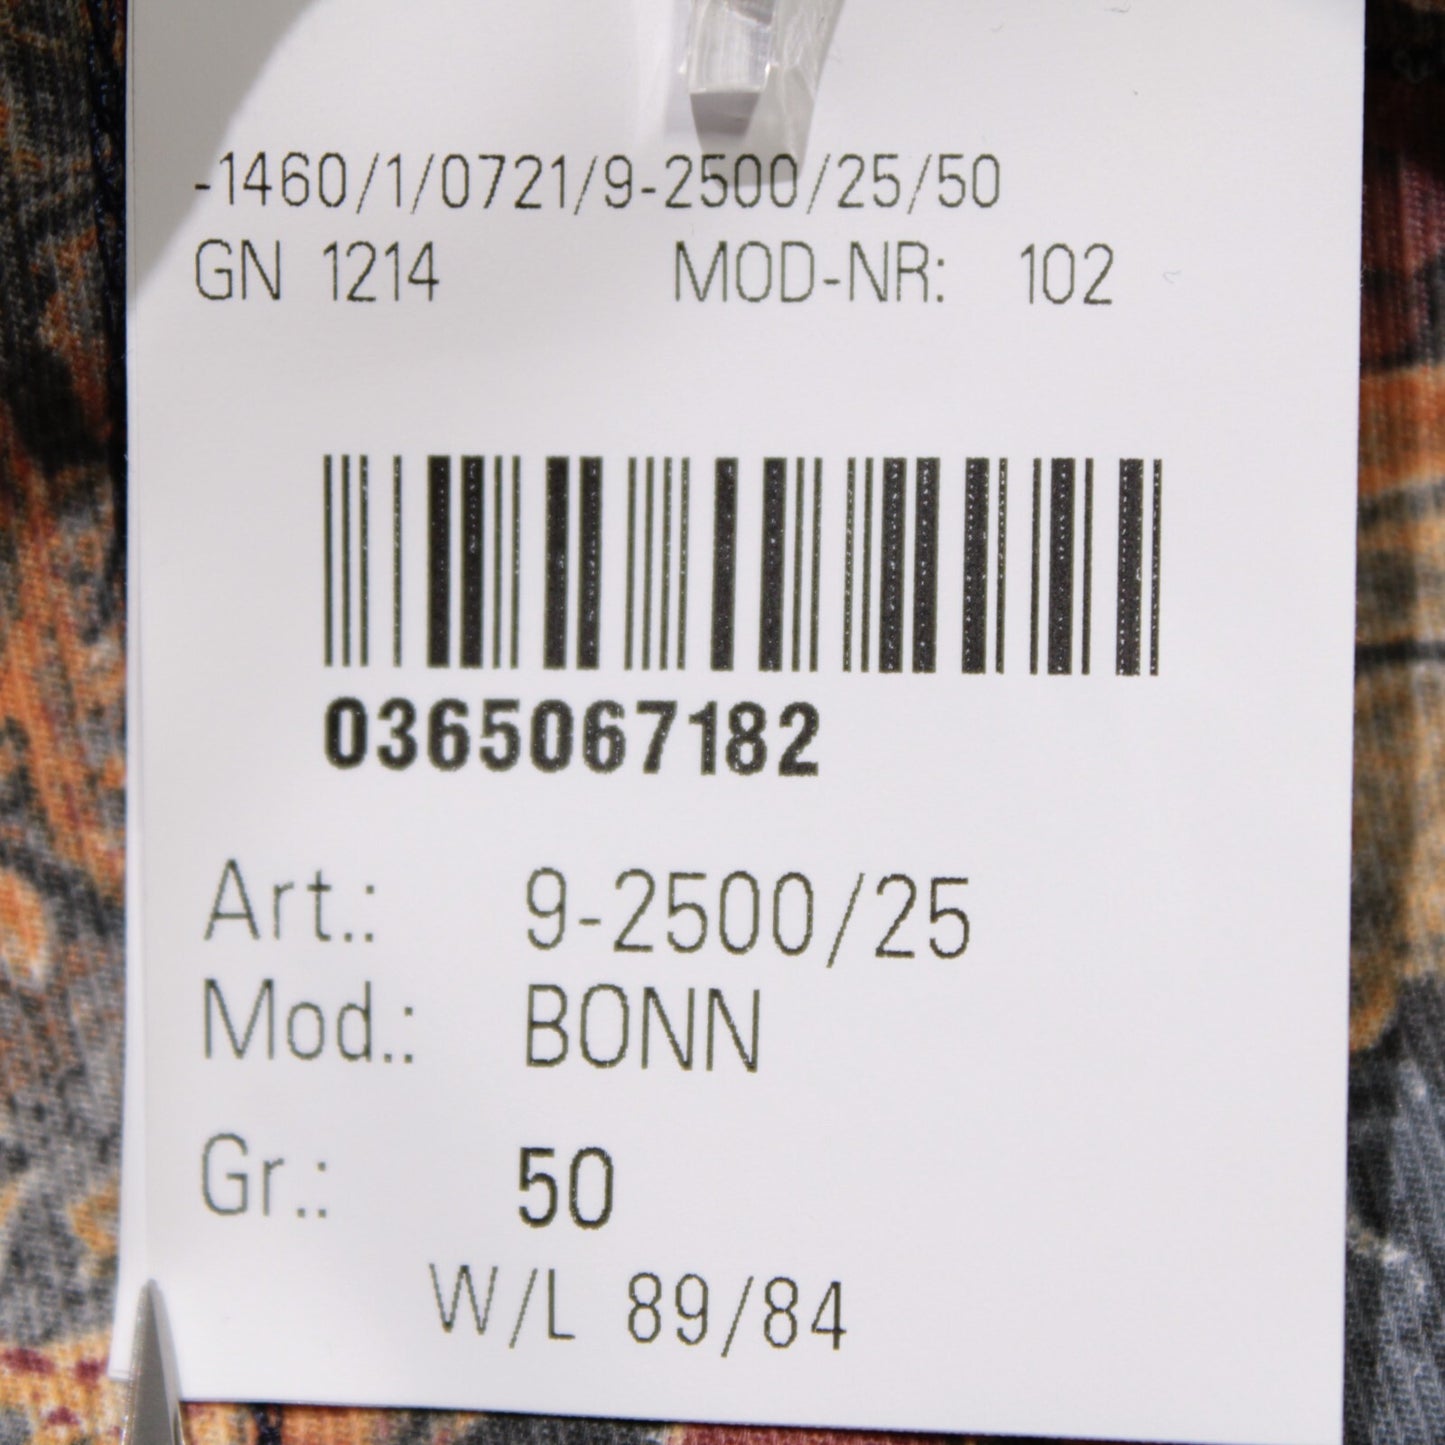 -1460/1/0721/9-2500/25/50
GN 1214 MOD-NR: 102
0365067182
Art.: 9-2500/25
Mod.: BONN
Gr.: 50
W/L 89/84